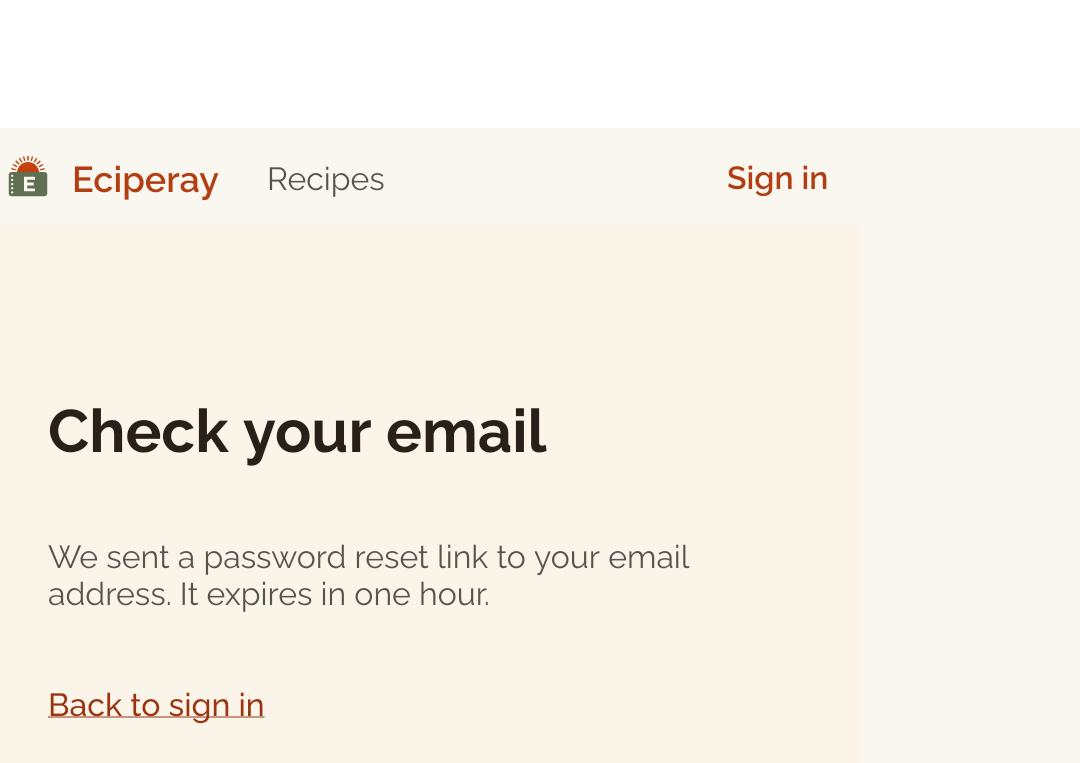 E
Eciperay
Recipes
Sign in
Check your email
We sent a password reset link to your email
address. It expires in one hour.
Back to sign in